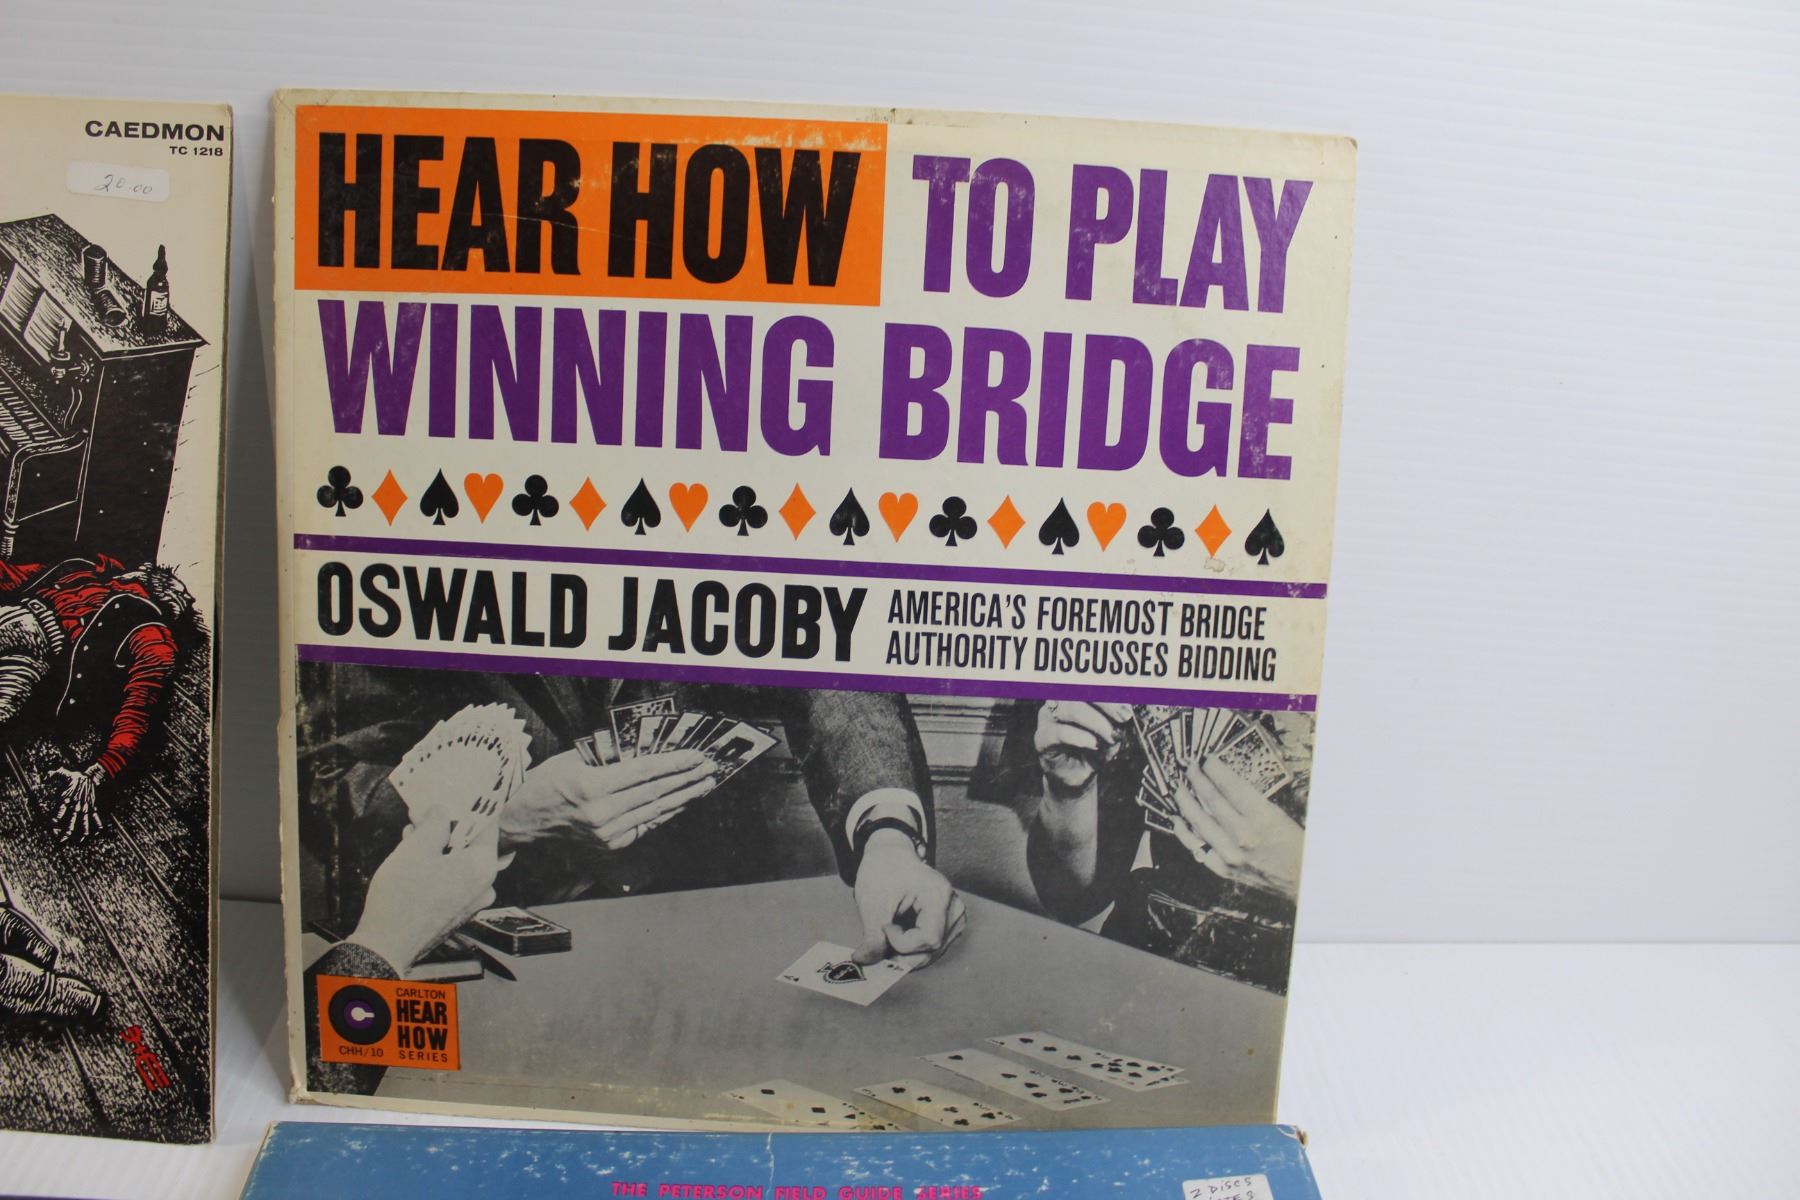 CAEDMON
TC 1218
20.00
HEAR HOW TO PLAY
WINNING BRIDGE
OSWALD JACOBY
AMERICA'S FOREMOST BRIDGE
AUTHORITY DISCUSSES BIDDING
CARLTON
HEAR
HOW
SERIES
CHH/10
THE PETERSON FIELD GUIDE SERIES
2 DISCS